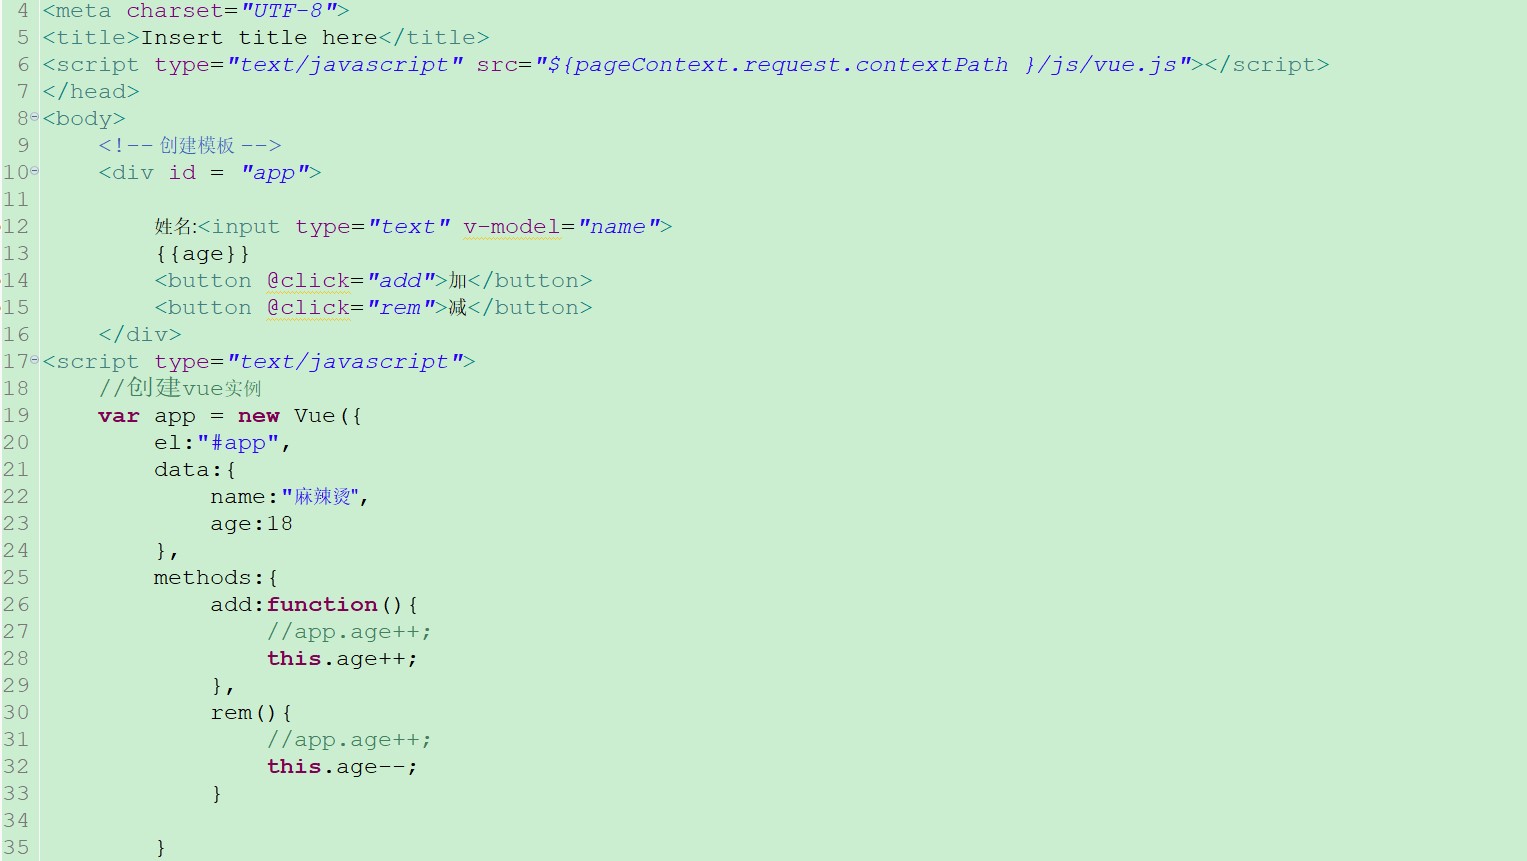 4 <meta charset="UTF-8">
5 <title>Insert title here</title>
6 <script type="text/javascript" src="${pageContext.request.contextPath }/js/vue.js"></script>
7 </head>
8 <body>
9     <!-- 创建模板 -->
10     <div id = "app">
11
12         姓名:<input type="text" v-model="name">
13         {{age}}
14         <button @click="add">加</button>
15         <button @click="rem">减</button>
16     </div>
17 <script type="text/javascript">
18     //创建vue实例
19     var app = new Vue({
20         el:"#app",
21         data:{
22             name:"麻辣烫",
23             age:18
24         },
25         methods:{
26             add:function(){
27                 //app.age++;
28                 this.age++;
29             },
30             rem(){
31                 //app.age++;
32                 this.age--;
33             }
34
35         }